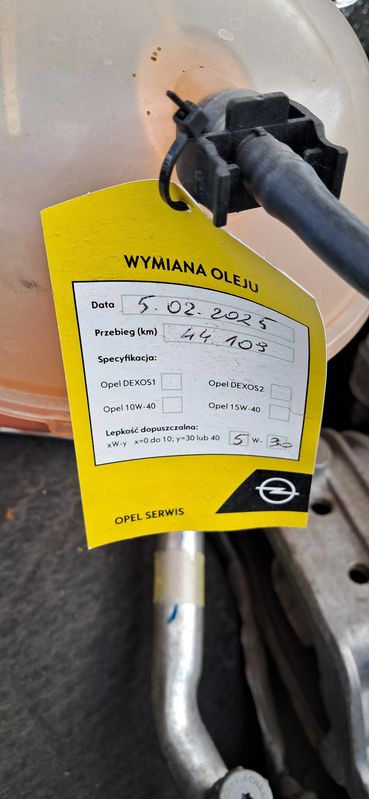 WYMIANA OLEJU
Data 5.02.2025
Przebieg (km) 44.109
Specyfikacja:
Opel DEXOS1 Opel DEXOS2
Opel 10W-40 Opel 15W-40
Lepkość dopuszczalna:
xW-y x=0 do 10; y=30 lub 40 5 W- 30
OPEL SERWIS